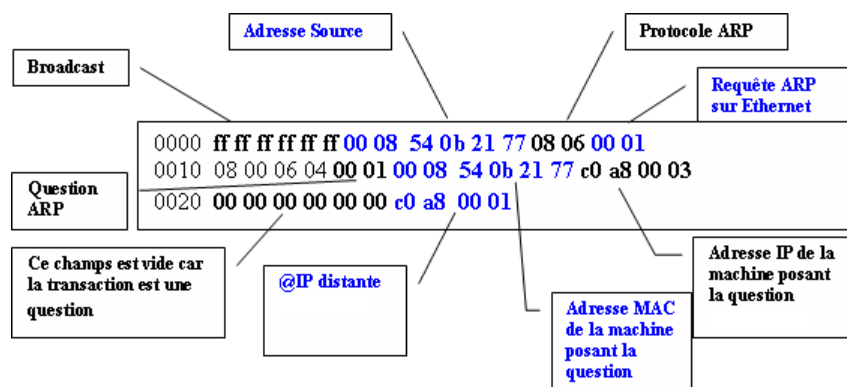 Adresse Source
Protocole ARP
Broadcast
Requête ARP
sur Ethernet
0000 ff ff ff ff ff ff 00 08 54 0b 21 77 08 06 00 01
0010 08 00 06 04 00 01 00 08 54 0b 21 77 c0 a8 00 03
0020 00 00 00 00 00 00 c0 a8 00 01
Question
ARP
Ce champs est vide car
la transaction est une
question
@IP distante
Adresse MAC
de la machine
posant la
question
Adresse IP de la
machine posant
la question